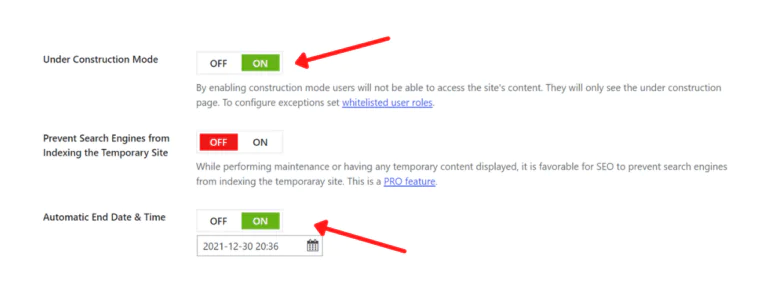 Under Construction Mode
OFF ON
By enabling construction mode users will not be able to access the site's content. They will only see the under construction
page. To configure exceptions set whitelisted user roles.
Prevent Search Engines from
Indexing the Temporary Site
OFF ON
While performing maintenance or having any temporary content displayed, it is favorable for SEO to prevent search engines
from indexing the temporaray site. This is a PRO feature.
Automatic End Date & Time
OFF ON
2021-12-30 20:36